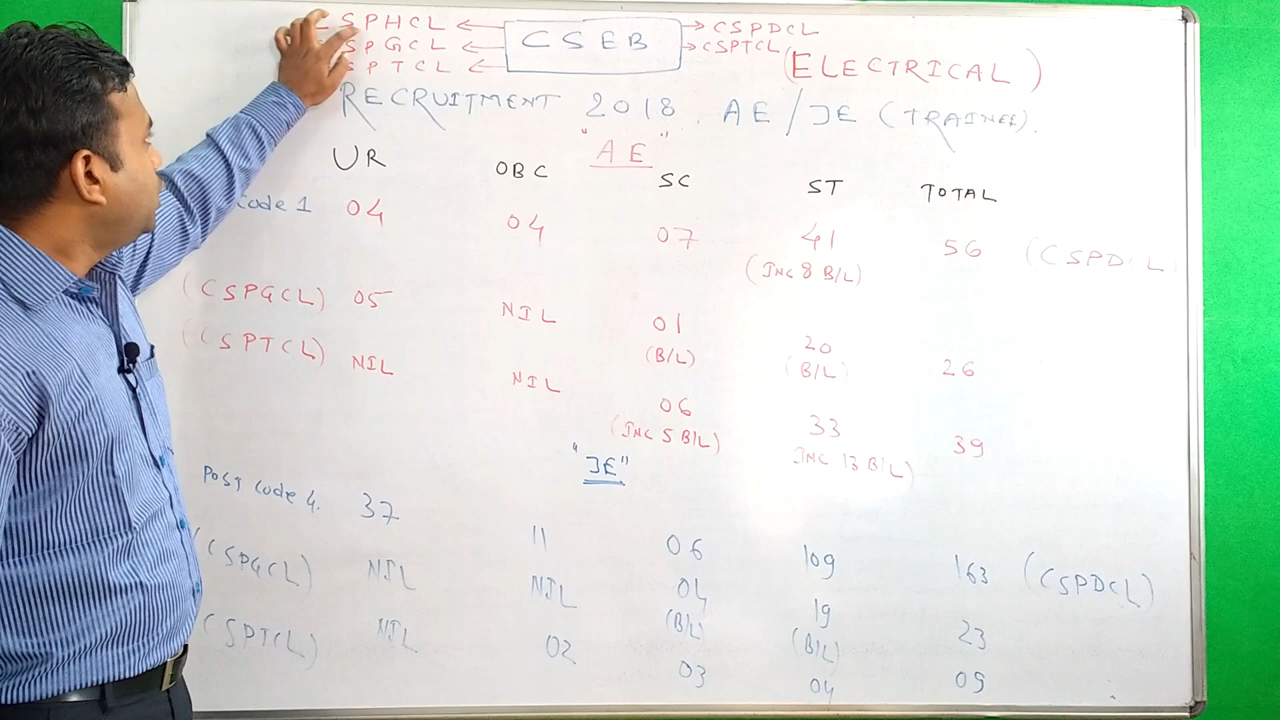 CSPHCL ← CSEB → CSPDCL
SPGCL ← → CSPTCL
SPTCL ←
(ELECTRICAL)
RECRUITMENT 2018. AE/JE (TRAINEE).
"AE"
UR OBC SC ST TOTAL
Code 1 04 04 07 41 56 (CSPDCL
(INC 8 B/L)
(CSPGCL) 05 NIL 01 20 26
(B/L) (B/L)
(CSPTCL) NIL NIL 06 33 39
(INC 5 B/L) INC 13 B/L)
"JE"
Post Code 4. 37 11 06 109 163 (CSPDCL)
(CSPGCL) NIL NIL 04 19 23
(B/L) (B/L)
(CSPTCL) NIL 02 03 04 09